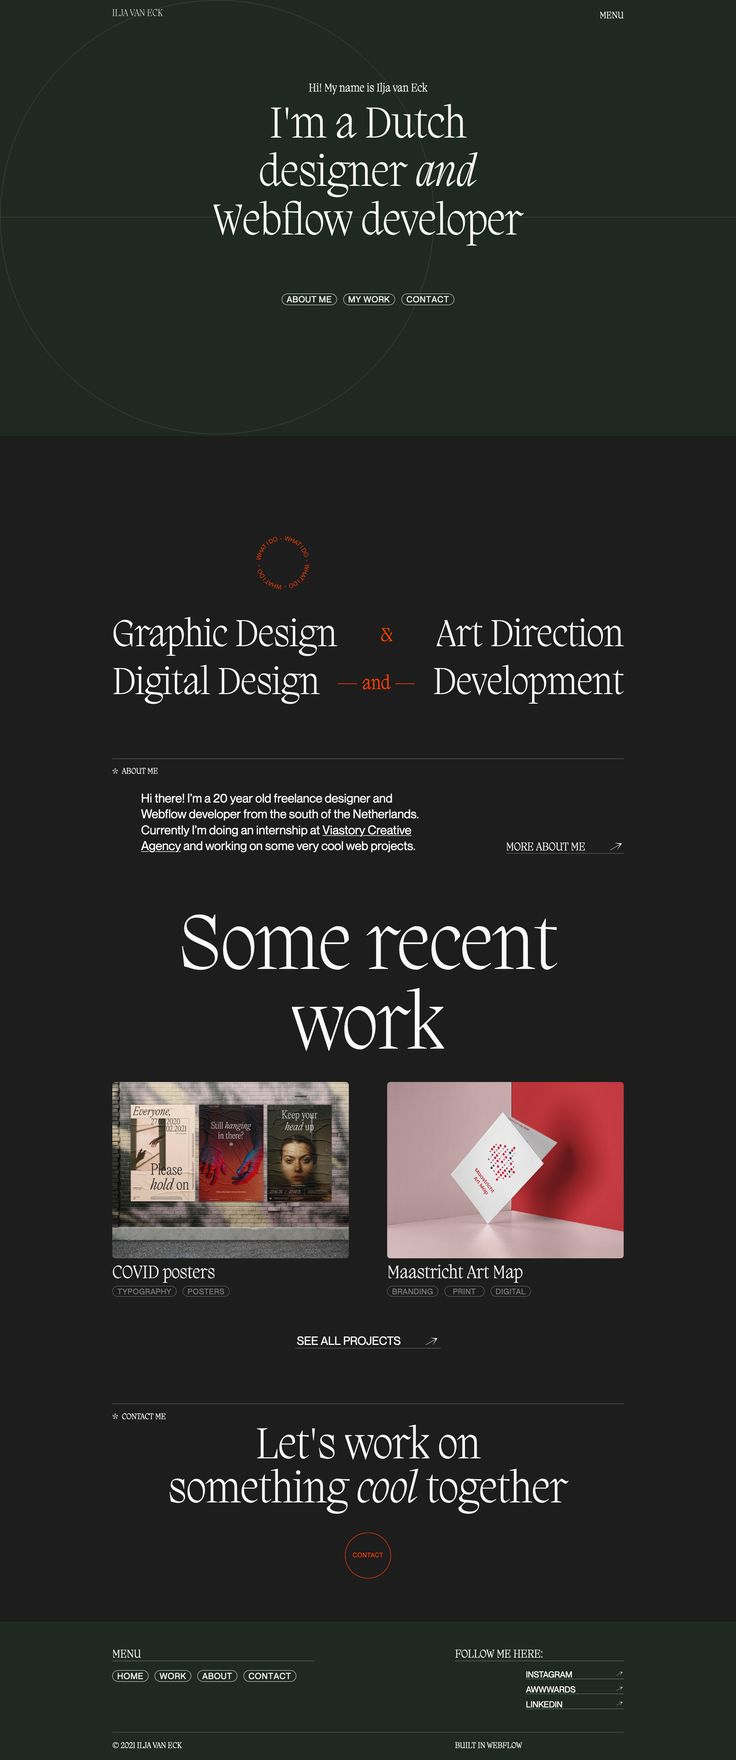 ILJA VAN ECK
MENU
Hi! My name is Ilja van Eck
I'm a Dutch
designer and
Webflow developer
ABOUT ME MY WORK CONTACT
WHAT I DO - WHAT I DO - WHAT I DO - WHAT I DO -
Graphic Design & Art Direction
Digital Design — and — Development
* ABOUT ME
Hi there! I'm a 20 year old freelance designer and
Webflow developer from the south of the Netherlands.
Currently I'm doing an internship at Viastory Creative
Agency and working on some very cool web projects.
MORE ABOUT ME
Some recent
work
Everyone,
Please
hold on
Still hanging
in there?
Keep your
head up
Maastricht
Art Map
COVID posters
TYPOGRAPHY POSTERS
Maastricht Art Map
BRANDING PRINT DIGITAL
SEE ALL PROJECTS
* CONTACT ME
Let's work on
something cool together
CONTACT
MENU
HOME WORK ABOUT CONTACT
FOLLOW ME HERE:
INSTAGRAM
AWWWARDS
LINKEDIN
© 2021 ILJA VAN ECK
BUILT IN WEBFLOW